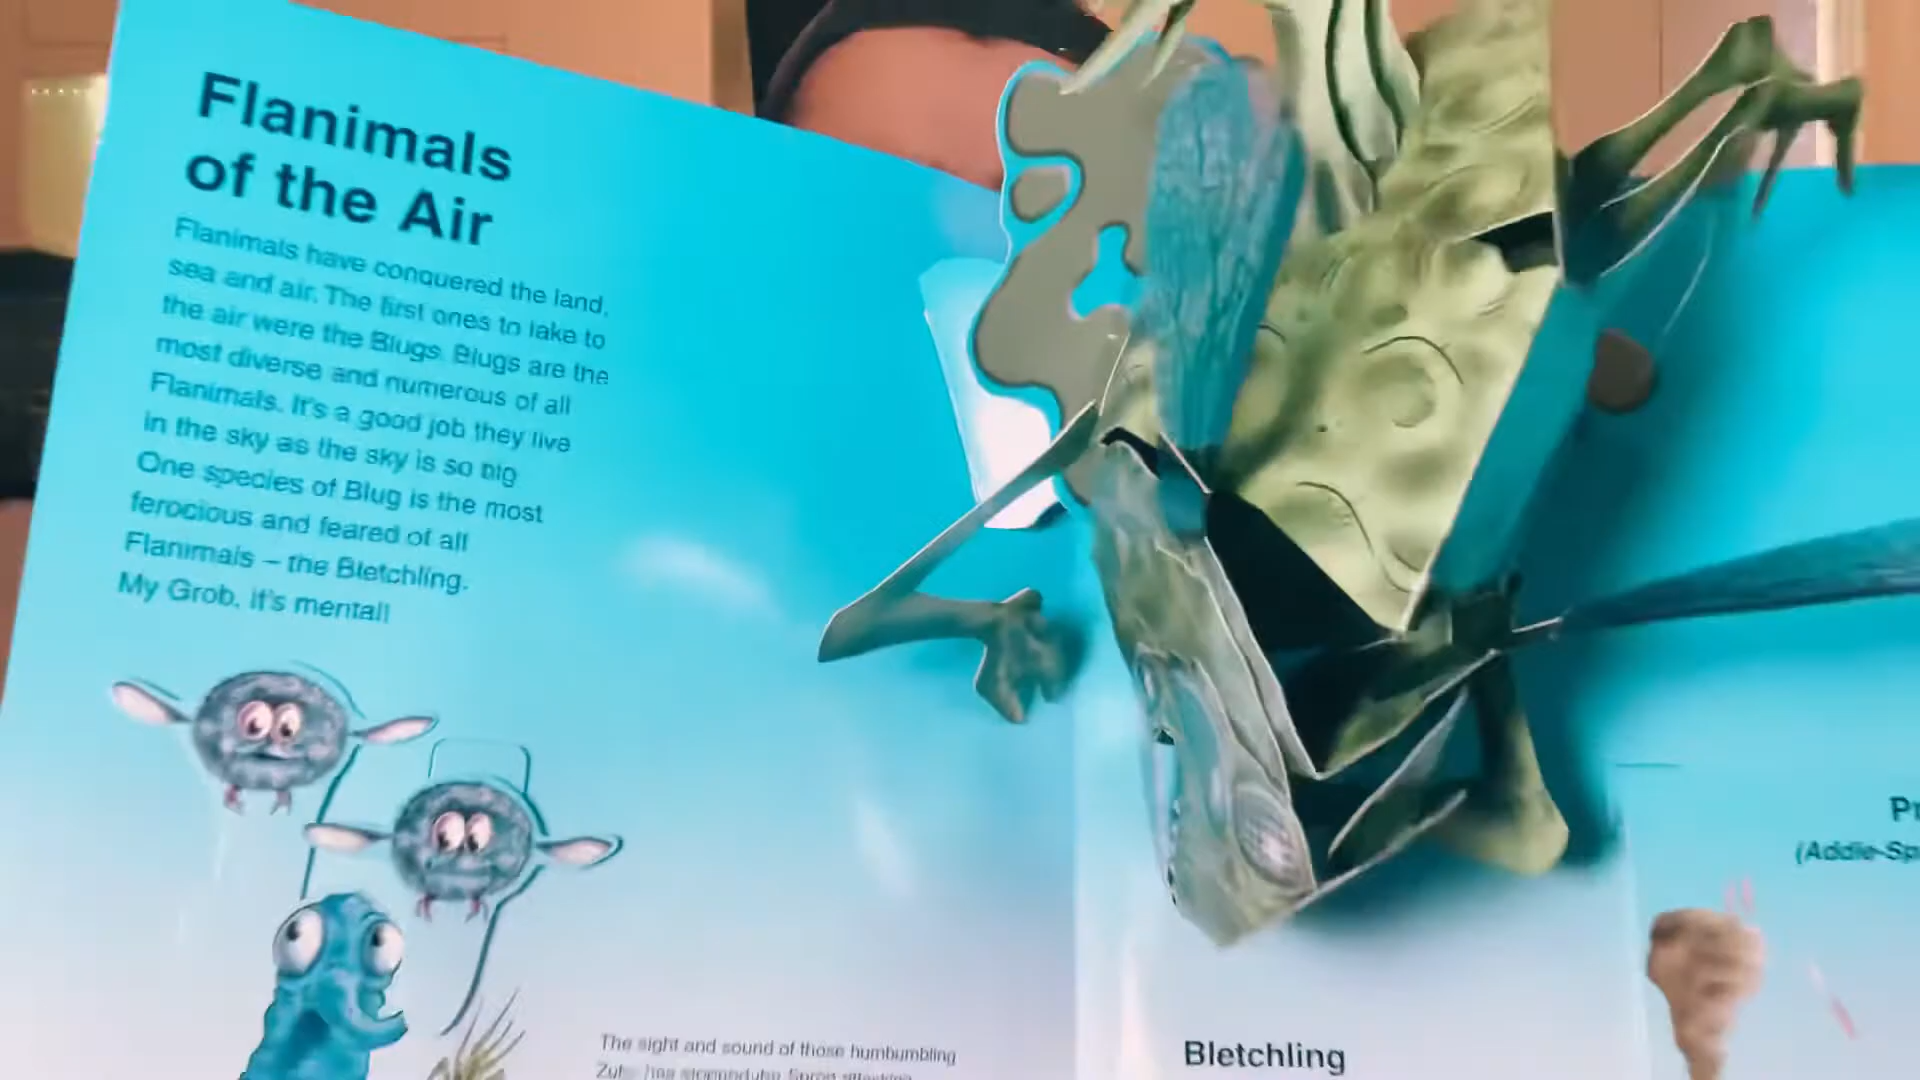 Flanimals
of the Air
Flanimals have conquered the land,
sea and air. The first ones to take to
the air were the Blugs. Blugs are the
most diverse and numerous of all
Flanimals. It's a good job they live
in the sky as the sky is so big
One species of Blug is the most
ferocious and feared of all
Flanimals – the Bletchling.
My Grob, it's mental!
The sight and sound of those humbumbling
Sprog
Bletchling
(Addie-Sp